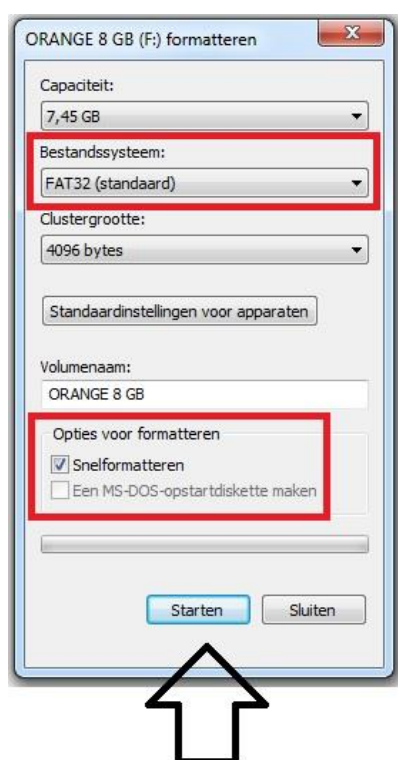 ORANGE 8 GB (F:) formatteren
Capaciteit:
7,45 GB
Bestandssysteem:
FAT32 (standaard)
Clustergrootte:
4096 bytes
Standaardinstellingen voor apparaten
Volumenaam:
ORANGE 8 GB
Opties voor formatteren
Snelformatteren
Een MS-DOS-opstartdiskette maken
Starten Sluiten